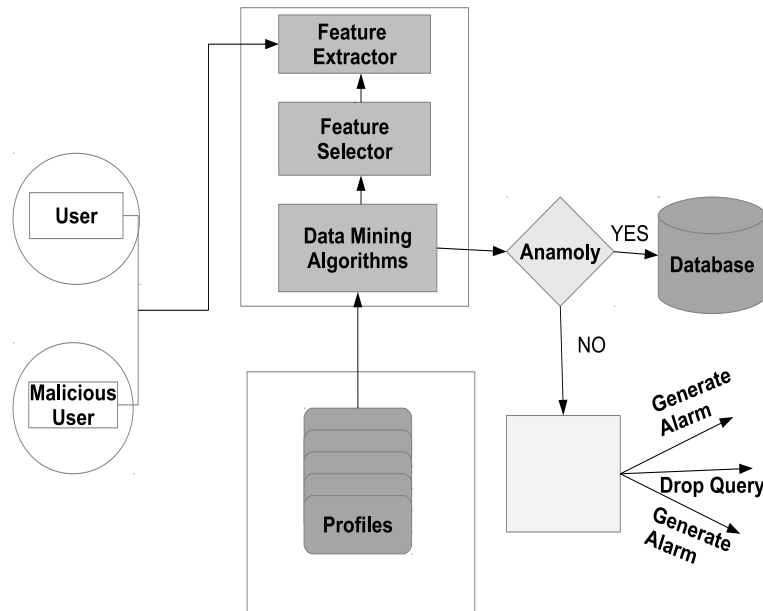 Feature
Extractor
Feature
Selector
User
Data Mining
Algorithms
Anamoly
YES
Database
NO
Malicious
User
Profiles
Generate
Alarm
Drop Query
Generate
Alarm